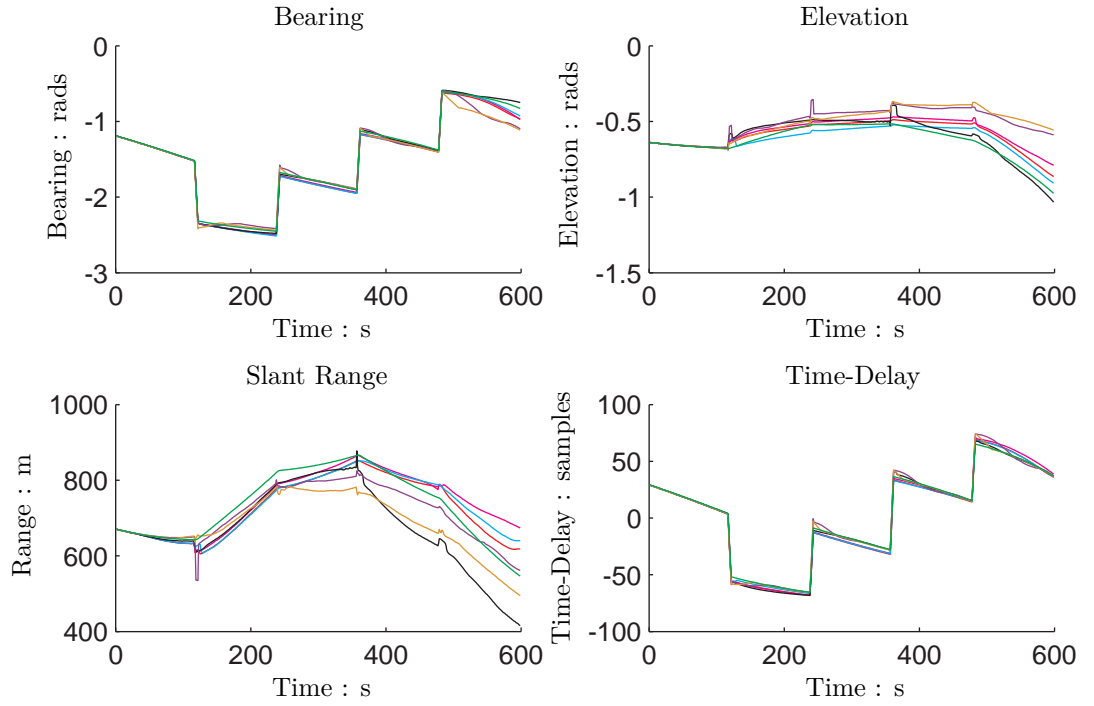 Bearing
Elevation
0
-1
-2
-3
Bearing : rads
0 200 400 600
Time : s
0
-0.5
-1
-1.5
Elevation : rads
0 200 400 600
Time : s
Slant Range
Time-Delay
1000
800
600
400
Range : m
0 200 400 600
Time : s
100
50
0
-50
-100
Time-Delay : samples
0 200 400 600
Time : s